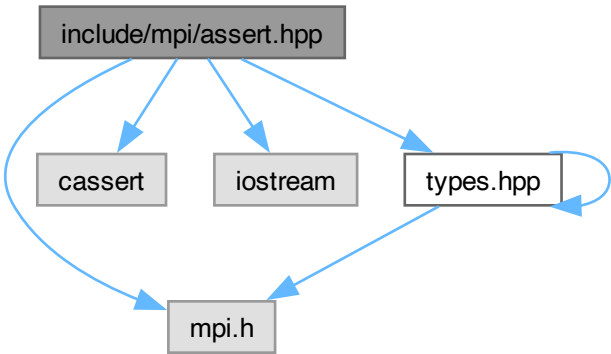 include/mpi/assert.hpp
cassert
iostream
types.hpp
mpi.h